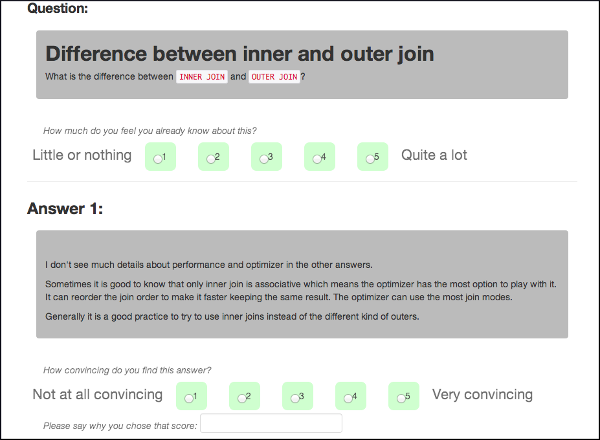 Question:
Difference between inner and outer join
What is the difference between INNER JOIN and OUTER JOIN?
How much do you feel you already know about this?
Little or nothing 1 2 3 4 5 Quite a lot
Answer 1:
I don't see much details about performance and optimizer in the other answers.
Sometimes it is good to know that only inner join is associative which means the optimizer has the most option to play with it.
It can reorder the join order to make it faster keeping the same result. The optimizer can use the most join modes.
Generally it is a good practice to try to use inner joins instead of the different kind of outers.
How convincing do you find this answer?
Not at all convincing 1 2 3 4 5 Very convincing
Please say why you chose that score: